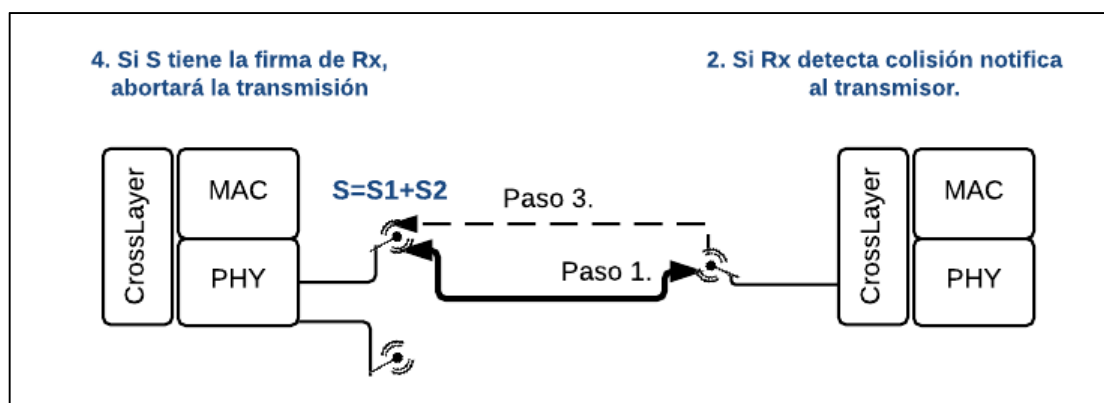 4. Si S tiene la firma de Rx,
abortará la transmisión
2. Si Rx detecta colisión notifica
al transmisor.
CrossLayer
MAC
PHY
S=S1+S2
Paso 3.
Paso 1.
CrossLayer
MAC
PHY